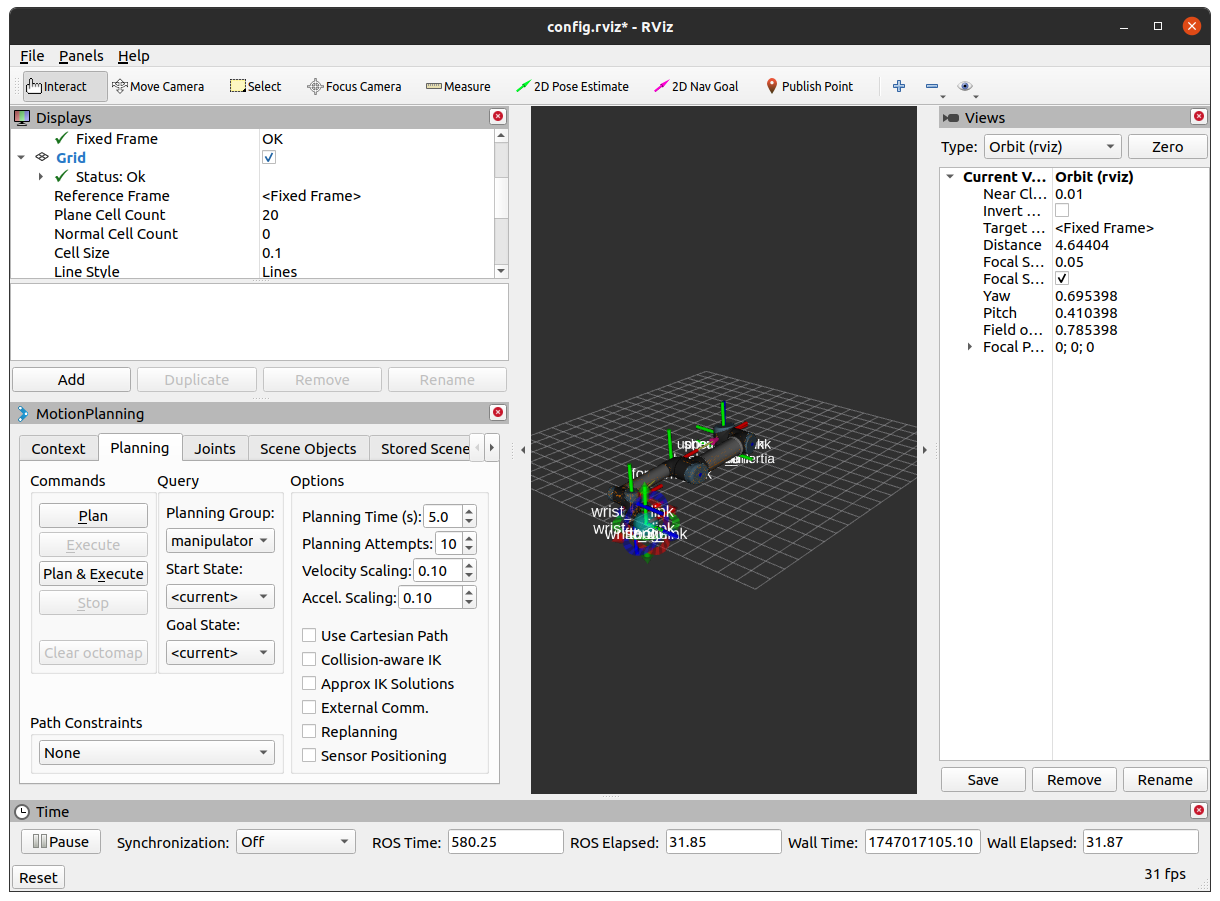 config.rviz* - RViz
File Panels Help
Interact Move Camera Select Focus Camera Measure 2D Pose Estimate 2D Nav Goal Publish Point
Displays
Fixed Frame OK
Grid
Status: Ok
Reference Frame <Fixed Frame>
Plane Cell Count 20
Normal Cell Count 0
Cell Size 0.1
Line Style Lines
Add Duplicate Remove Rename
MotionPlanning
Context Planning Joints Scene Objects Stored Scene
Commands Query Options
Plan
Execute
Plan & Execute
Stop
Clear octomap
Planning Group:
manipulator
Start State:
<current>
Goal State:
<current>
Planning Time (s): 5.0
Planning Attempts: 10
Velocity Scaling: 0.10
Accel. Scaling: 0.10
Use Cartesian Path
Collision-aware IK
Approx IK Solutions
External Comm.
Replanning
Sensor Positioning
Path Constraints
None
Views
Type: Orbit (rviz) Zero
Current V... Orbit (rviz)
Near Cl... 0.01
Invert ...
Target ... <Fixed Frame>
Distance 4.64404
Focal S... 0.05
Focal S...
Yaw 0.695398
Pitch 0.410398
Field o... 0.785398
Focal P... 0; 0; 0
Save Remove Rename
Time
Pause Synchronization: Off ROS Time: 580.25 ROS Elapsed: 31.85 Wall Time: 1747017105.10 Wall Elapsed: 31.87
Reset 31 fps